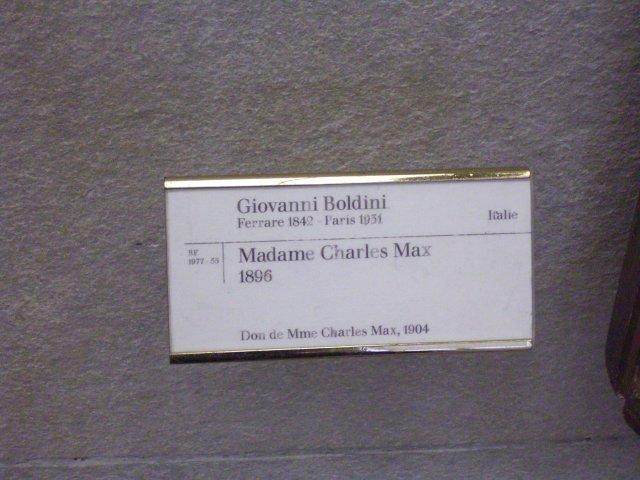 Giovanni Boldini
Ferrare 1842 - Paris 1931
Italie
RF
1977 - 55
Madame Charles Max
1896
Don de Mme Charles Max, 1904